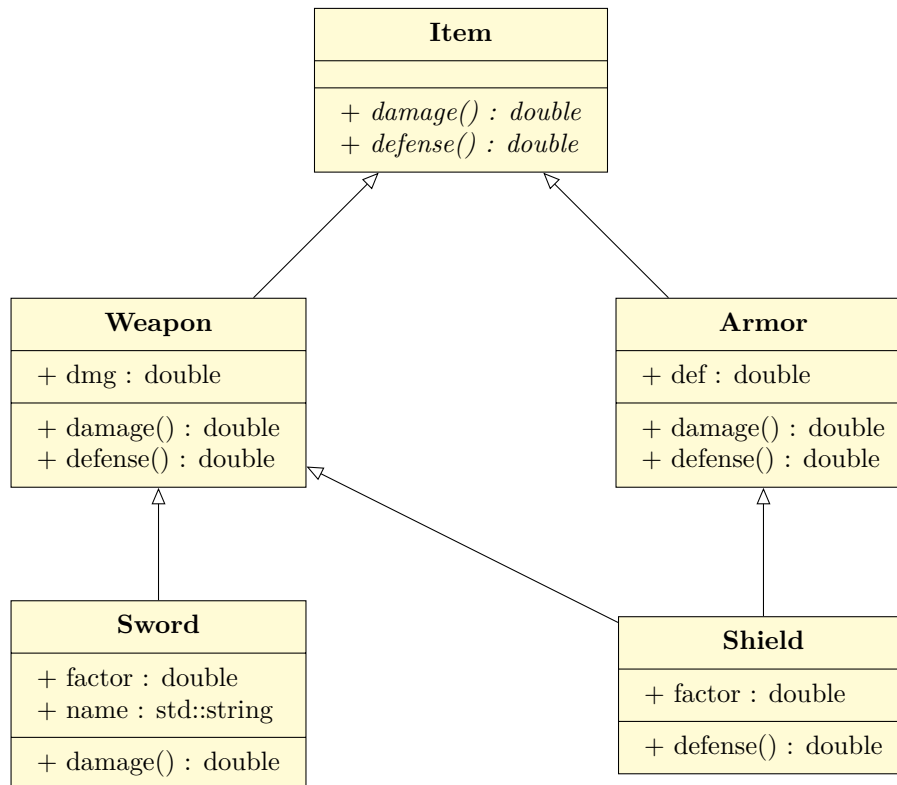 Item
+ damage() : double
+ defense() : double
Weapon
+ dmg : double
+ damage() : double
+ defense() : double
Armor
+ def : double
+ damage() : double
+ defense() : double
Sword
+ factor : double
+ name : std::string
+ damage() : double
Shield
+ factor : double
+ defense() : double